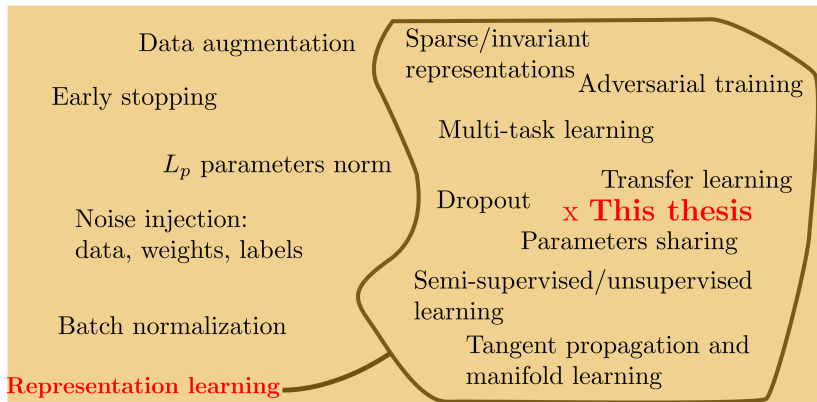 Data augmentation
Early stopping
L_p parameters norm
Noise injection:
data, weights, labels
Batch normalization
Representation learning
Sparse/invariant
representations
Adversarial training
Multi-task learning
Transfer learning
Dropout
x This thesis
Parameters sharing
Semi-supervised/unsupervised
learning
Tangent propagation and
manifold learning